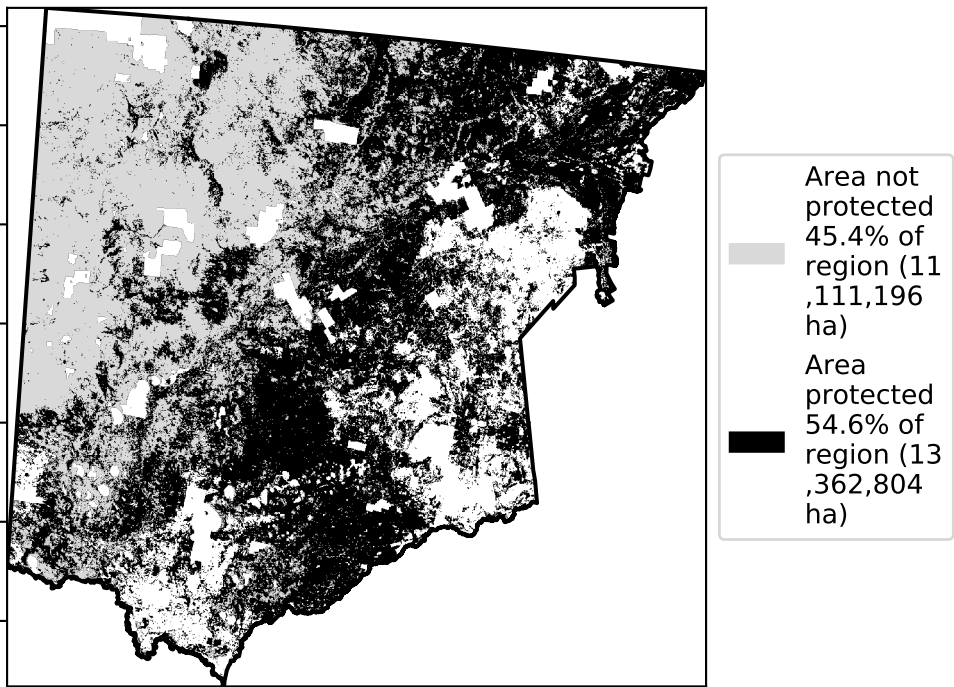 Area not
protected
45.4% of
region (11
,111,196
ha)
Area
protected
54.6% of
region (13
,362,804
ha)